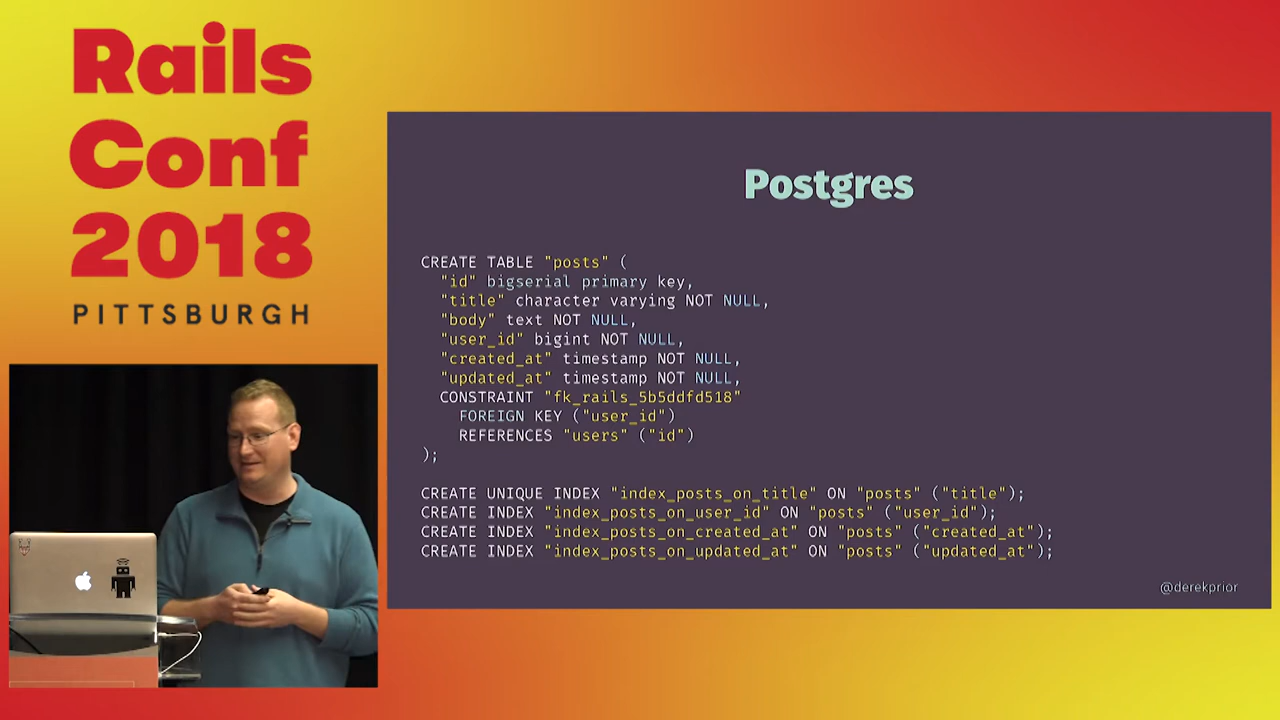 Rails
Conf
2018
PITTSBURGH
Postgres
CREATE TABLE "posts" (
  "id" bigserial primary key,
  "title" character varying NOT NULL,
  "body" text NOT NULL,
  "user_id" bigint NOT NULL,
  "created_at" timestamp NOT NULL,
  "updated_at" timestamp NOT NULL,
  CONSTRAINT "fk_rails_5b5ddfd518"
    FOREIGN KEY ("user_id")
    REFERENCES "users" ("id")
);
CREATE UNIQUE INDEX "index_posts_on_title" ON "posts" ("title");
CREATE INDEX "index_posts_on_user_id" ON "posts" ("user_id");
CREATE INDEX "index_posts_on_created_at" ON "posts" ("created_at");
CREATE INDEX "index_posts_on_updated_at" ON "posts" ("updated_at");
@derekprior